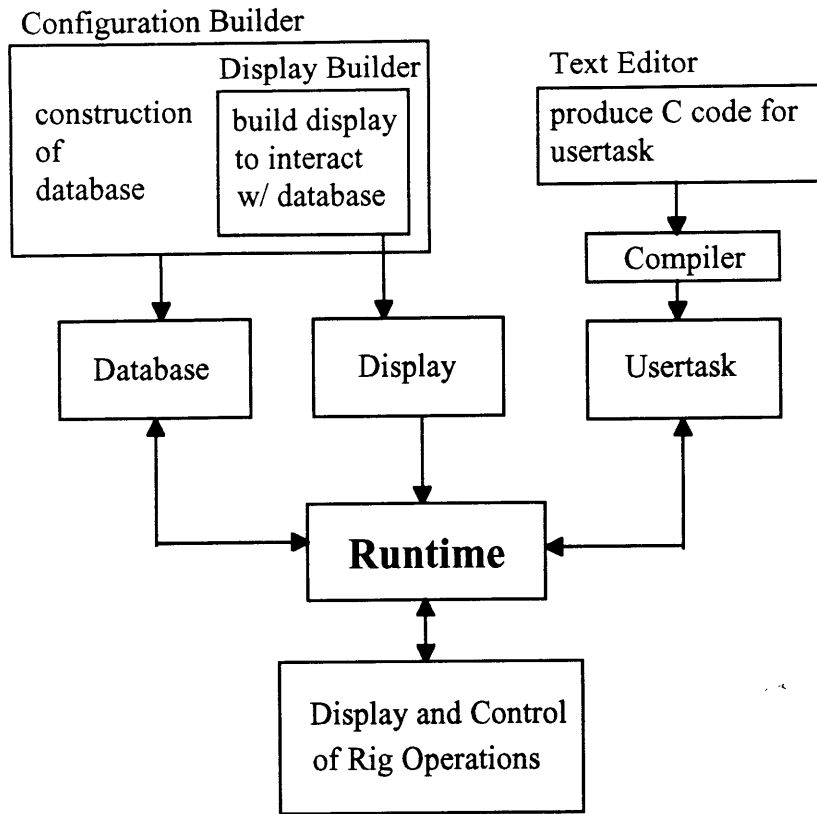 Configuration Builder
Display Builder
construction
of
database
build display
to interact
w/ database
Text Editor
produce C code for
usertask
Compiler
Database
Display
Usertask
Runtime
Display and Control
of Rig Operations